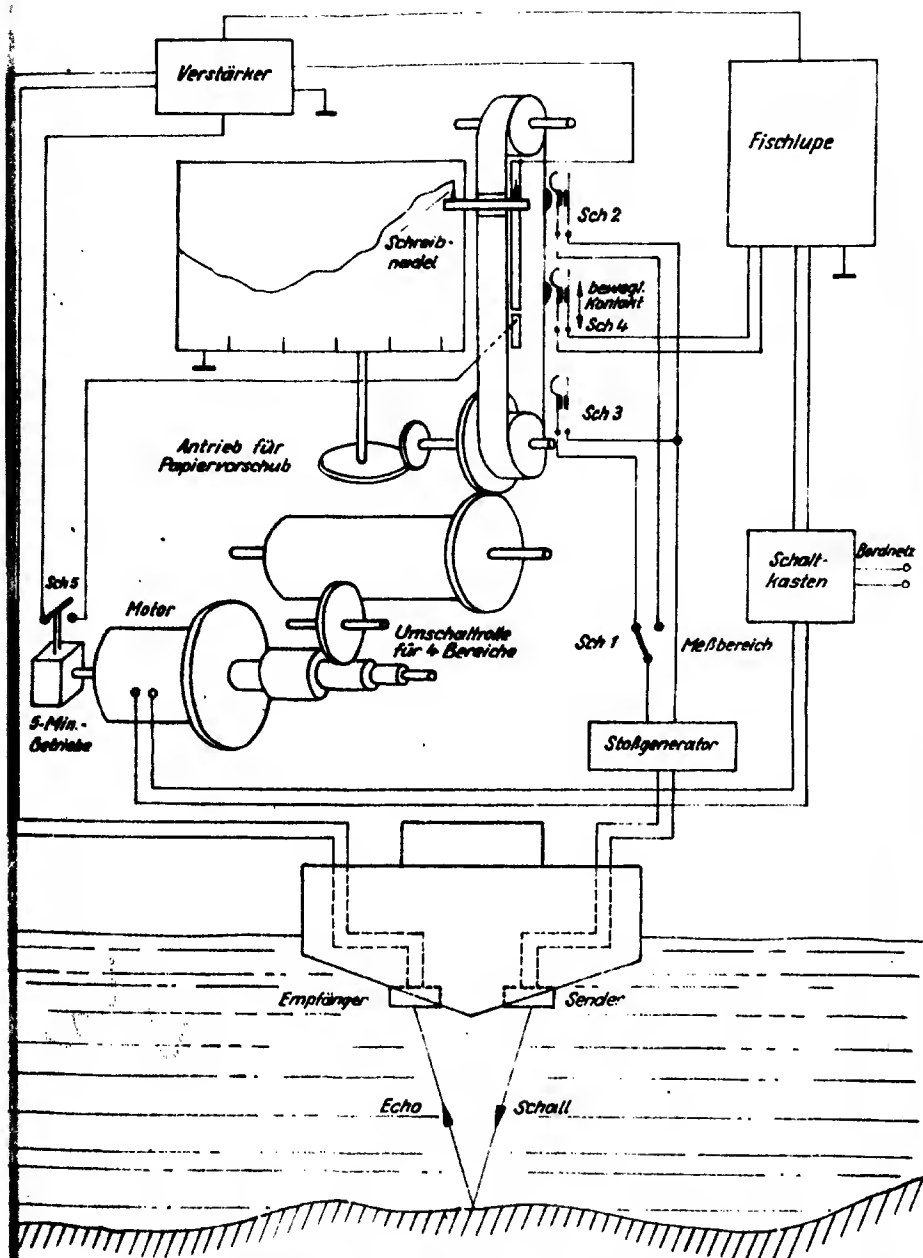 Verstärker
Fischlupe
Sch 2
Schreib-
nadel
bewegl.
Kontakt
Sch 4
Sch 3
Antrieb für
Papiervorschub
Sch 5
Motor
Umschaltrolle
für 4 Bereiche
5-Min.-
Betriebe
Schalt-
kasten
Bordnetz
Sch 1
Meßbereich
Stoßgenerator
Empfänger
Sender
Echo
Schall